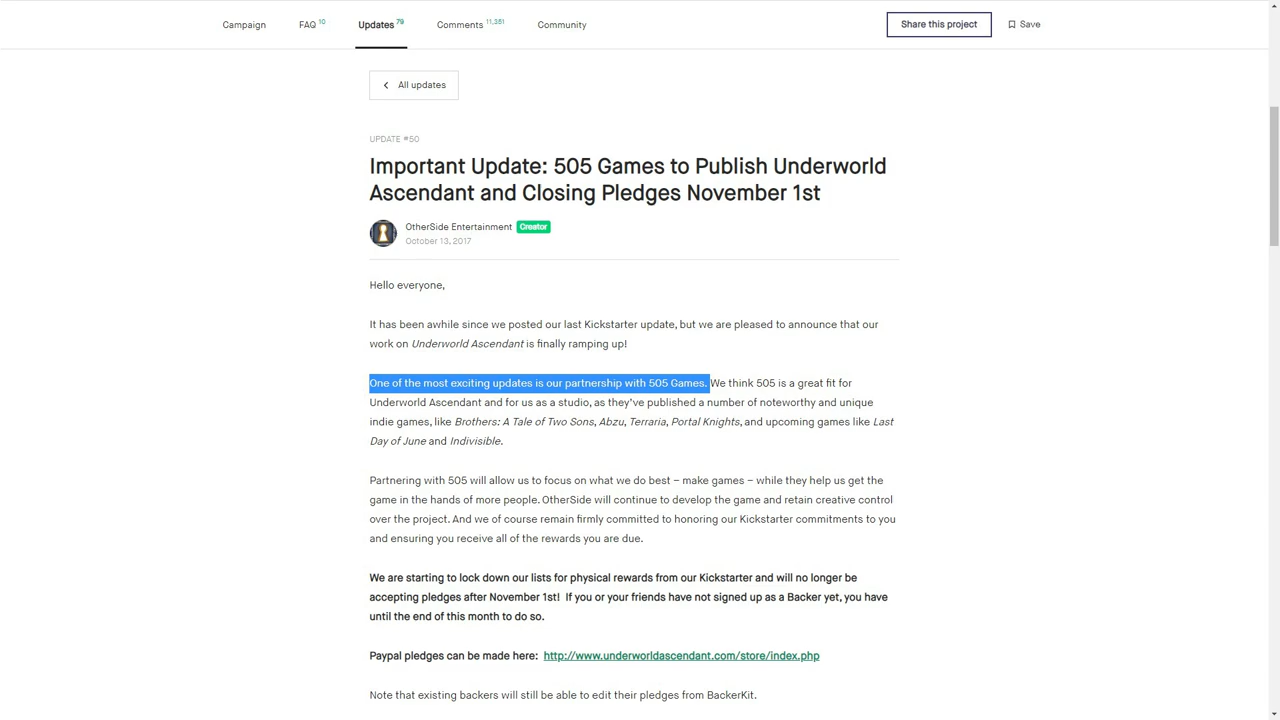 Campaign FAQ 10 Updates 79 Comments 11,381 Community Share this project Save
All updates
UPDATE #50
Important Update: 505 Games to Publish Underworld
Ascendant and Closing Pledges November 1st
OtherSide Entertainment Creator
October 13, 2017
Hello everyone,
It has been awhile since we posted our last Kickstarter update, but we are pleased to announce that our
work on Underworld Ascendant is finally ramping up!
One of the most exciting updates is our partnership with 505 Games. We think 505 is a great fit for
Underworld Ascendant and for us as a studio, as they've published a number of noteworthy and unique
indie games, like Brothers: A Tale of Two Sons, Abzu, Terraria, Portal Knights, and upcoming games like Last
Day of June and Indivisible.
Partnering with 505 will allow us to focus on what we do best – make games – while they help us get the
game in the hands of more people. OtherSide will continue to develop the game and retain creative control
over the project. And we of course remain firmly committed to honoring our Kickstarter commitments to you
and ensuring you receive all of the rewards you are due.
We are starting to lock down our lists for physical rewards from our Kickstarter and will no longer be
accepting pledges after November 1st! If you or your friends have not signed up as a Backer yet, you have
until the end of this month to do so.
Paypal pledges can be made here: http://www.underworldascendant.com/store/index.php
Note that existing backers will still be able to edit their pledges from BackerKit.